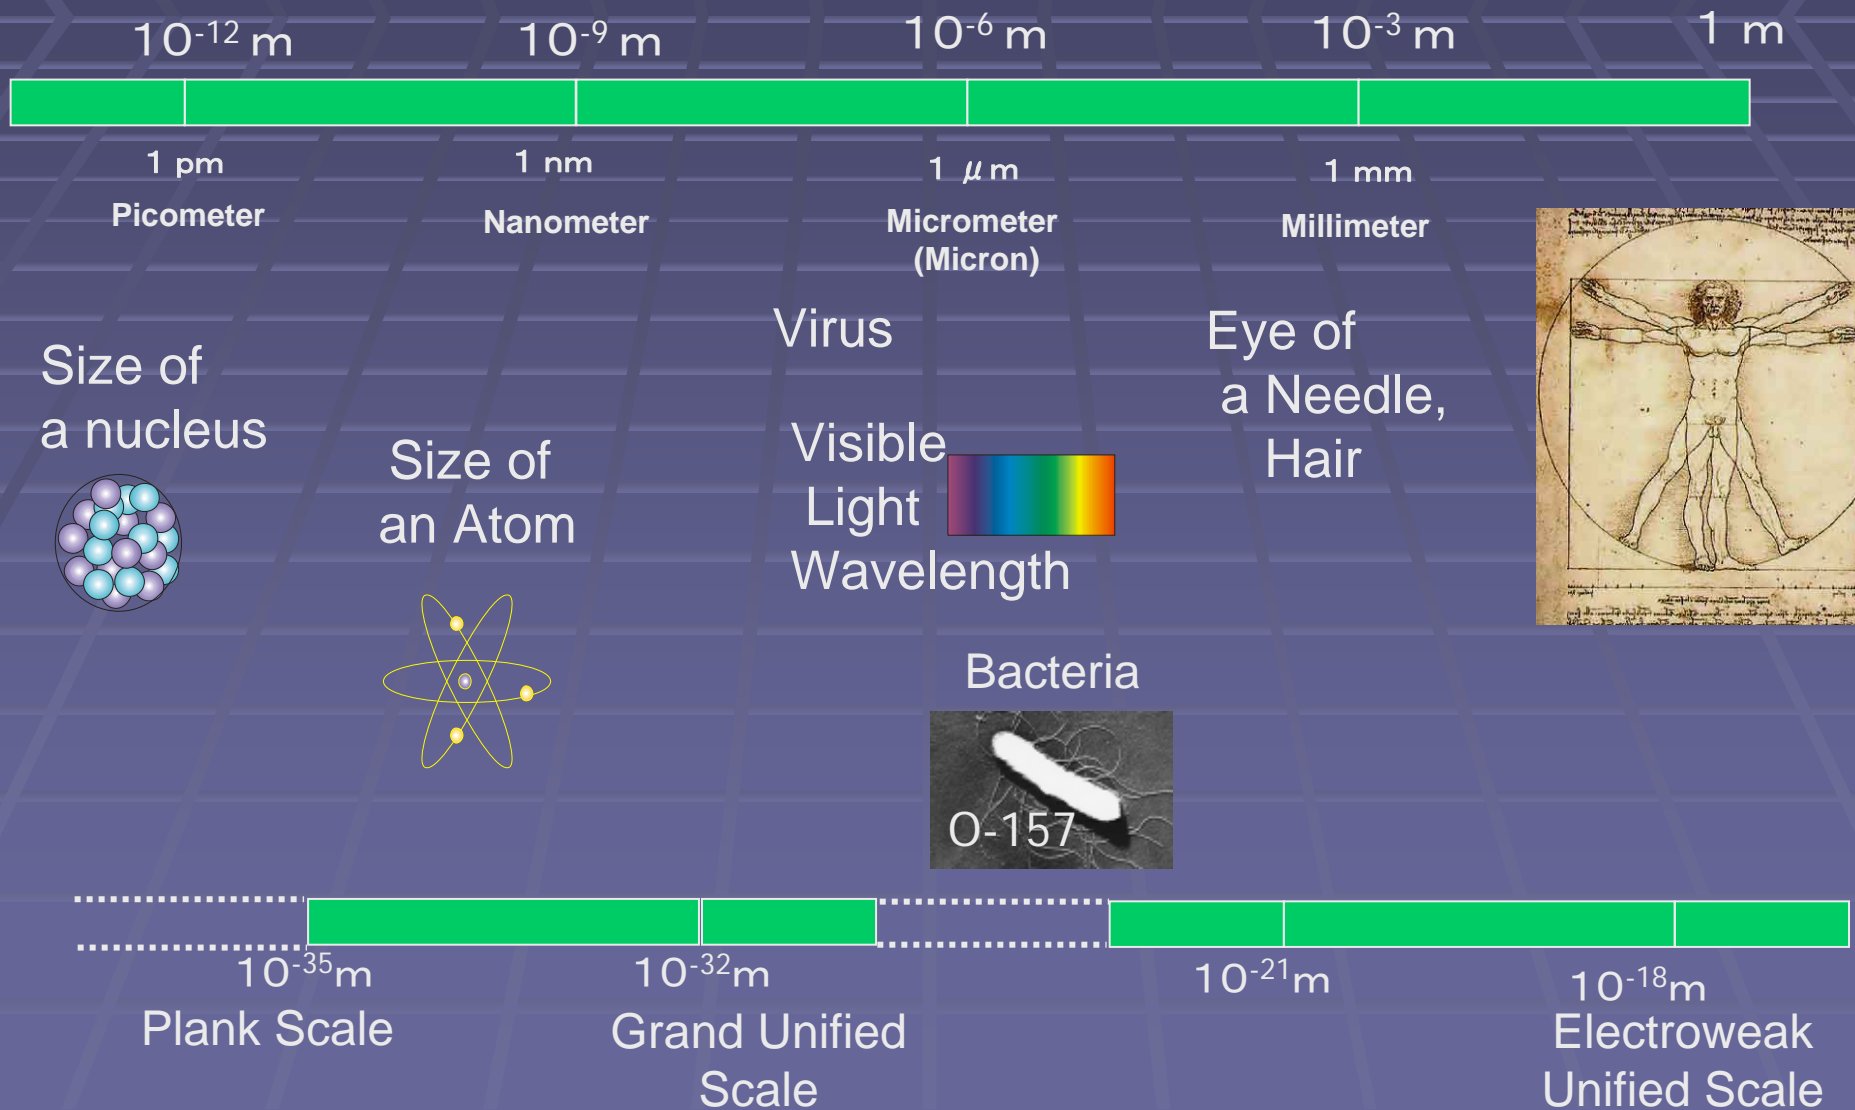 10⁻¹² m
10⁻⁹ m
10⁻⁶ m
10⁻³ m
1 m
1 pm
1 nm
1 μm
1 mm
Picometer
Nanometer
Micrometer
(Micron)
Millimeter
Size of
a nucleus
Size of
an Atom
Virus
Visible
Light
Wavelength
Bacteria
O-157
Eye of
a Needle,
Hair
10⁻³⁵m
Plank Scale
10⁻³²m
Grand Unified
Scale
10⁻²¹m
10⁻¹⁸m
Electroweak
Unified Scale